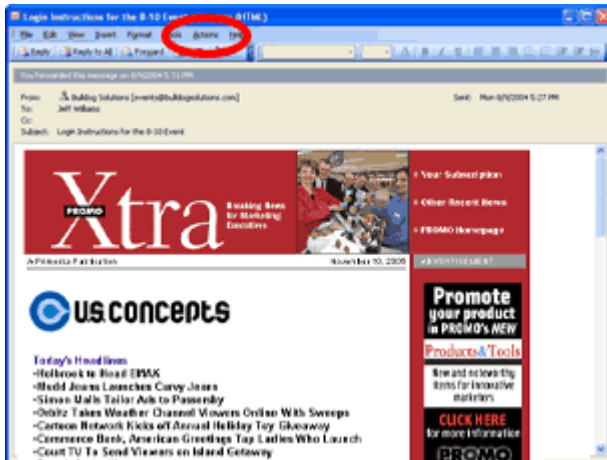 Login Instructions for the 8-10 Event (HTML)
File Edit View Insert Format Tools Actions Help
Reply Reply to All Forward
You forwarded this message on 8/9/2004 5:31 PM.
From: Bulldog Solutions [events@bulldogsolutions.com] Sent: Mon 8/9/2004 5:27 PM
To: Jeff Williams
Cc:
Subject: Login Instructions for the 8-10 Event
Xtra
PROMO
Breaking News
for Marketing
Executives
Your Subscription
Other Recent News
PROMO Homepage
A Primedia Publication November 10, 2005
ADVERTISEMENT
U.S. CONCEPTS
Today's Headlines
-Holbrook to Head EMAK
-Mudd Jeans Launches Curvy Jeans
-Simon Malls Tailor Ads to Passersby
-Orbitz Takes Weather Channel Viewers Online With Sweeps
-Cartoon Network Kicks off Annual Holiday Toy Giveaway
-Commerce Bank, American Greetings Tap Ladies Who Launch
-Court TV To Send Viewers on Island Getaway
Promote
your product
in PROMO's NEW
Products & Tools
New and noteworthy
items for innovative
marketers
CLICK HERE
for more information
PROMO